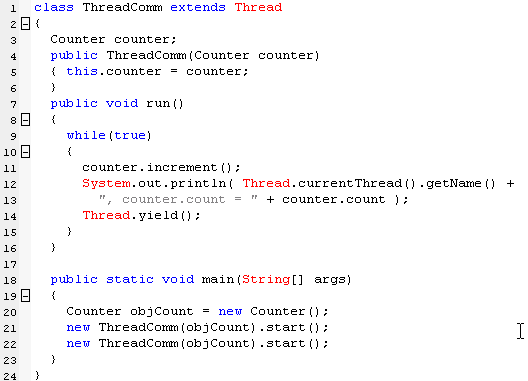 1 class ThreadComm extends Thread
2 {
3 Counter counter;
4 public ThreadComm(Counter counter)
5 { this.counter = counter;
6 }
7 public void run()
8 {
9 while(true)
10 {
11 counter.increment();
12 System.out.println( Thread.currentThread().getName() +
13 ", counter.count = " + counter.count );
14 Thread.yield();
15 }
16 }
17
18 public static void main(String[] args)
19 {
20 Counter objCount = new Counter();
21 new ThreadComm(objCount).start();
22 new ThreadComm(objCount).start();
23 }
24 }